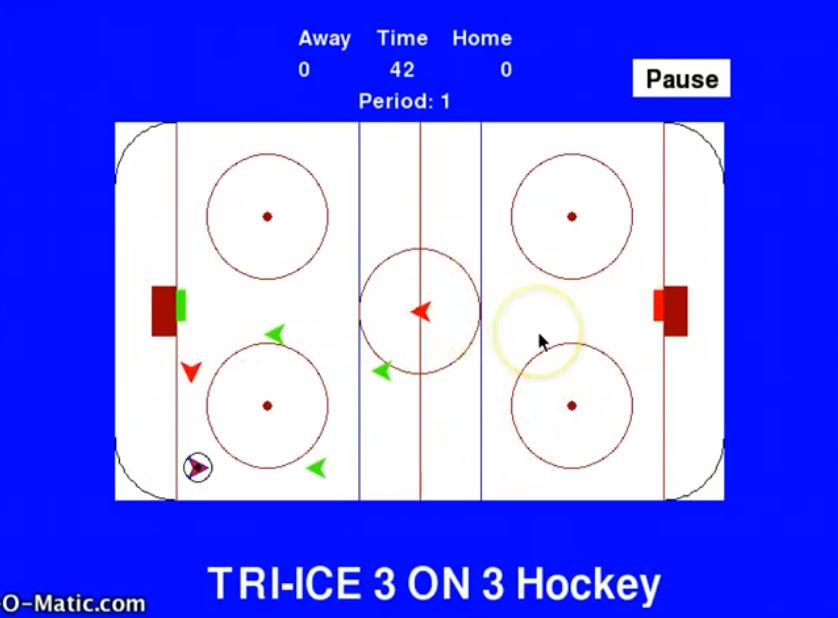 Away Time Home
0 42 0
Pause
Period: 1
TRI-ICE 3 ON 3 Hockey
-O-Matic.com